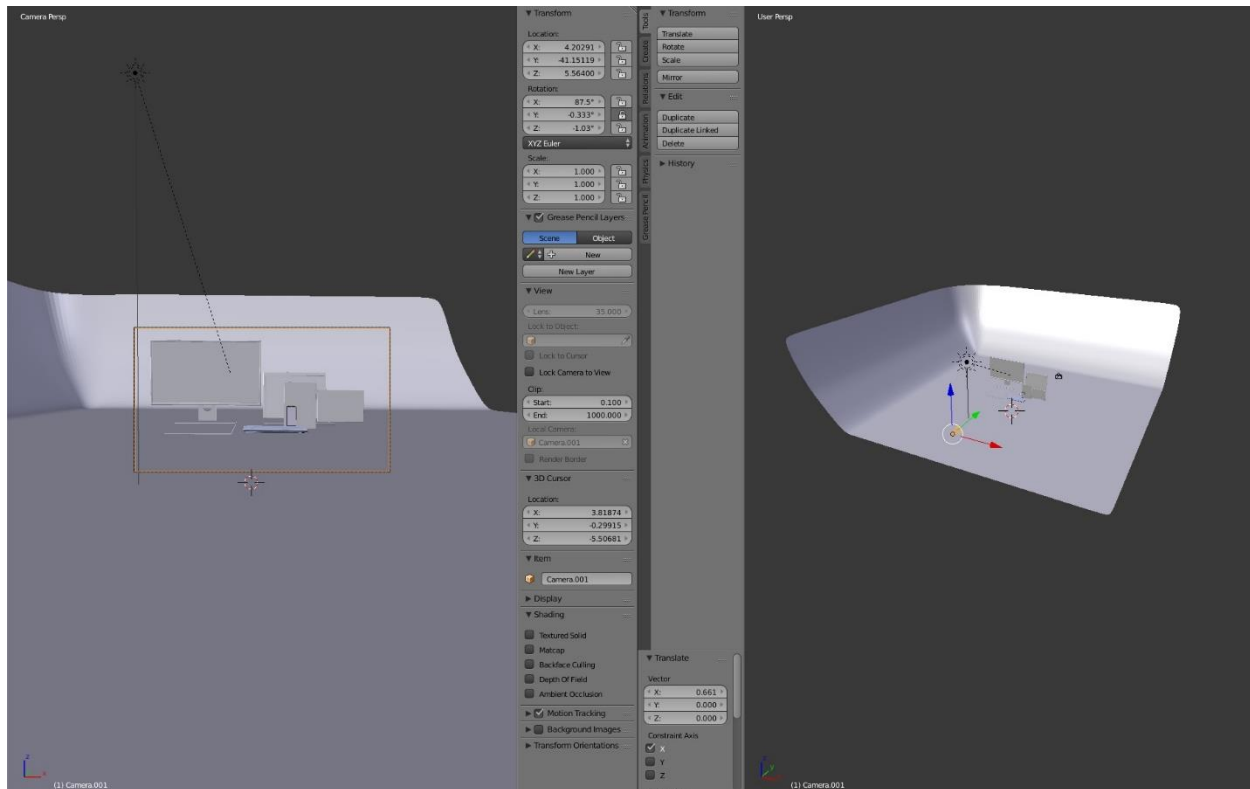 Camera Persp
▼ Transform
Location:
X: 4.20291
Y: -41.15119
Z: 5.56400
Rotation:
X: 87.5°
Y: -0.333°
Z: -1.03°
XYZ Euler
Scale:
X: 1.000
Y: 1.000
Z: 1.000
▼ Grease Pencil Layers
Scene Object
New
New Layer
▼ View
Lens: 35.000
Lock to Object:
Lock to Cursor
Lock Camera to View
Clip:
Start: 0.100
End: 1000.000
Local Camera:
Camera.001
Render Border
▼ 3D Cursor
Location:
X: 3.81874
Y: -0.29915
Z: -5.50681
▼ Item
Camera.001
▶ Display
▼ Shading
Textured Solid
Matcap
Backface Culling
Depth Of Field
Ambient Occlusion
▶ Motion Tracking
▶ Background Images
▶ Transform Orientations
z
x
(1) Camera.001
Tools
Create
Relations
Animation
Physics
Grease Pencil
▼ Transform
Translate
Rotate
Scale
Mirror
▼ Edit
Duplicate
Duplicate Linked
Delete
▶ History
▼ Translate
Vector
X: 0.661
Y: 0.000
Z: 0.000
Constraint Axis
X
Y
Z
User Persp
z
y
(1) Camera.001